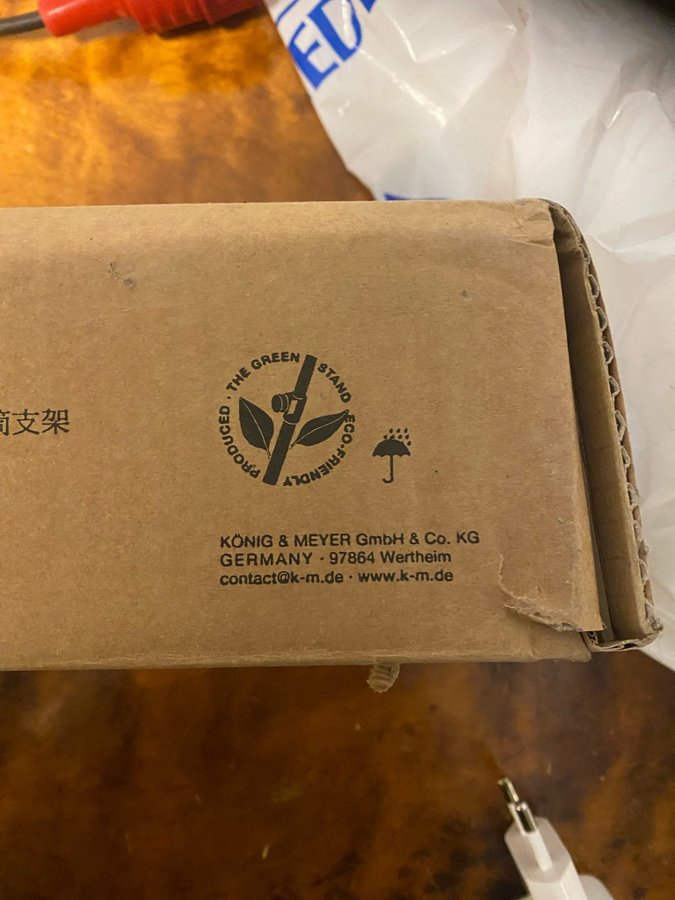 THE GREEN STAND
ECO-FRIENDLY PRODUCED
支架
KÖNIG & MEYER GmbH & Co. KG
GERMANY · 97864 Wertheim
contact@k-m.de · www.k-m.de